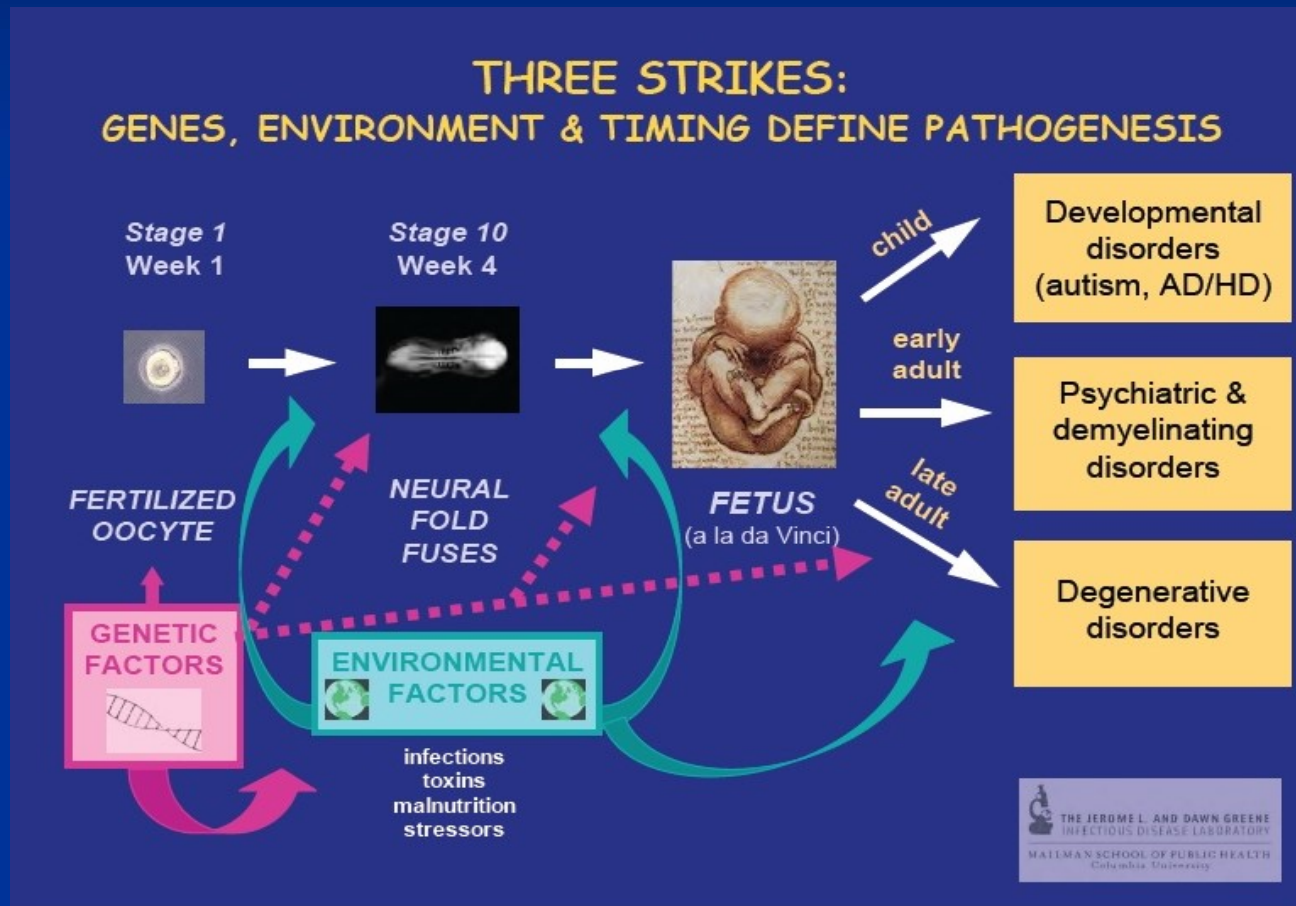 THREE STRIKES:
GENES, ENVIRONMENT & TIMING DEFINE PATHOGENESIS
Stage 1
Week 1
Stage 10
Week 4
child
early
adult
late
adult
Developmental
disorders
(autism, AD/HD)
Psychiatric &
demyelinating
disorders
Degenerative
disorders
FERTILIZED
OOCYTE
NEURAL
FOLD
FUSES
FETUS
(a la da Vinci)
GENETIC
FACTORS
ENVIRONMENTAL
FACTORS
infections
toxins
malnutrition
stressors
THE JEROME L. AND DAWN GREENE
INFECTIOUS DISEASE LABORATORY
MAILMAN SCHOOL OF PUBLIC HEALTH
Columbia University